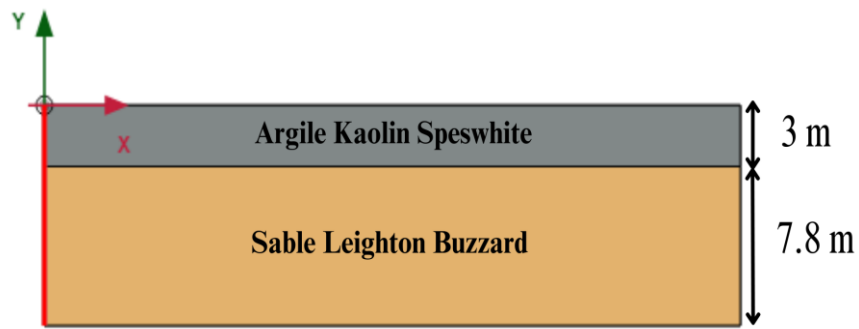 Y
X
Argile Kaolin Speswhite
3 m
Sable Leighton Buzzard
7.8 m